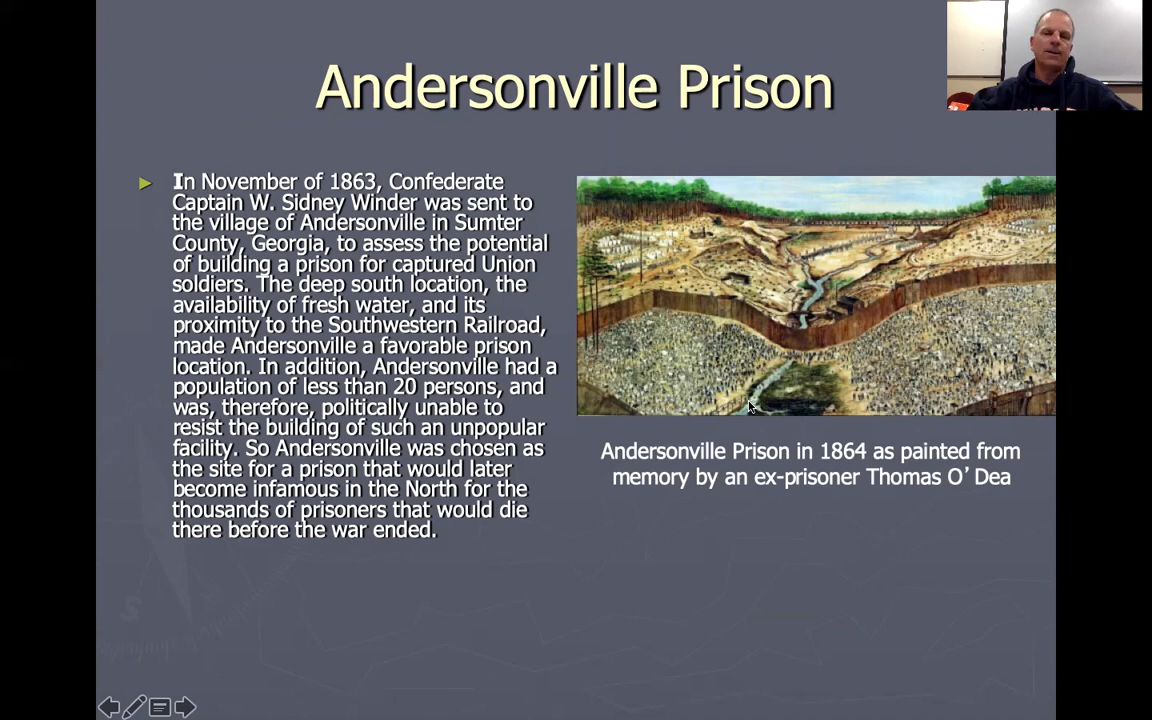 Andersonville Prison
In November of 1863, Confederate
Captain W. Sidney Winder was sent to
the village of Andersonville in Sumter
County, Georgia, to assess the potential
of building a prison for captured Union
soldiers. The deep south location, the
availability of fresh water, and its
proximity to the Southwestern Railroad,
made Andersonville a favorable prison
location. In addition, Andersonville had a
population of less than 20 persons, and
was, therefore, politically unable to
resist the building of such an unpopular
facility. So Andersonville was chosen as
the site for a prison that would later
become infamous in the North for the
thousands of prisoners that would die
there before the war ended.
Andersonville Prison in 1864 as painted from
memory by an ex-prisoner Thomas O’Dea